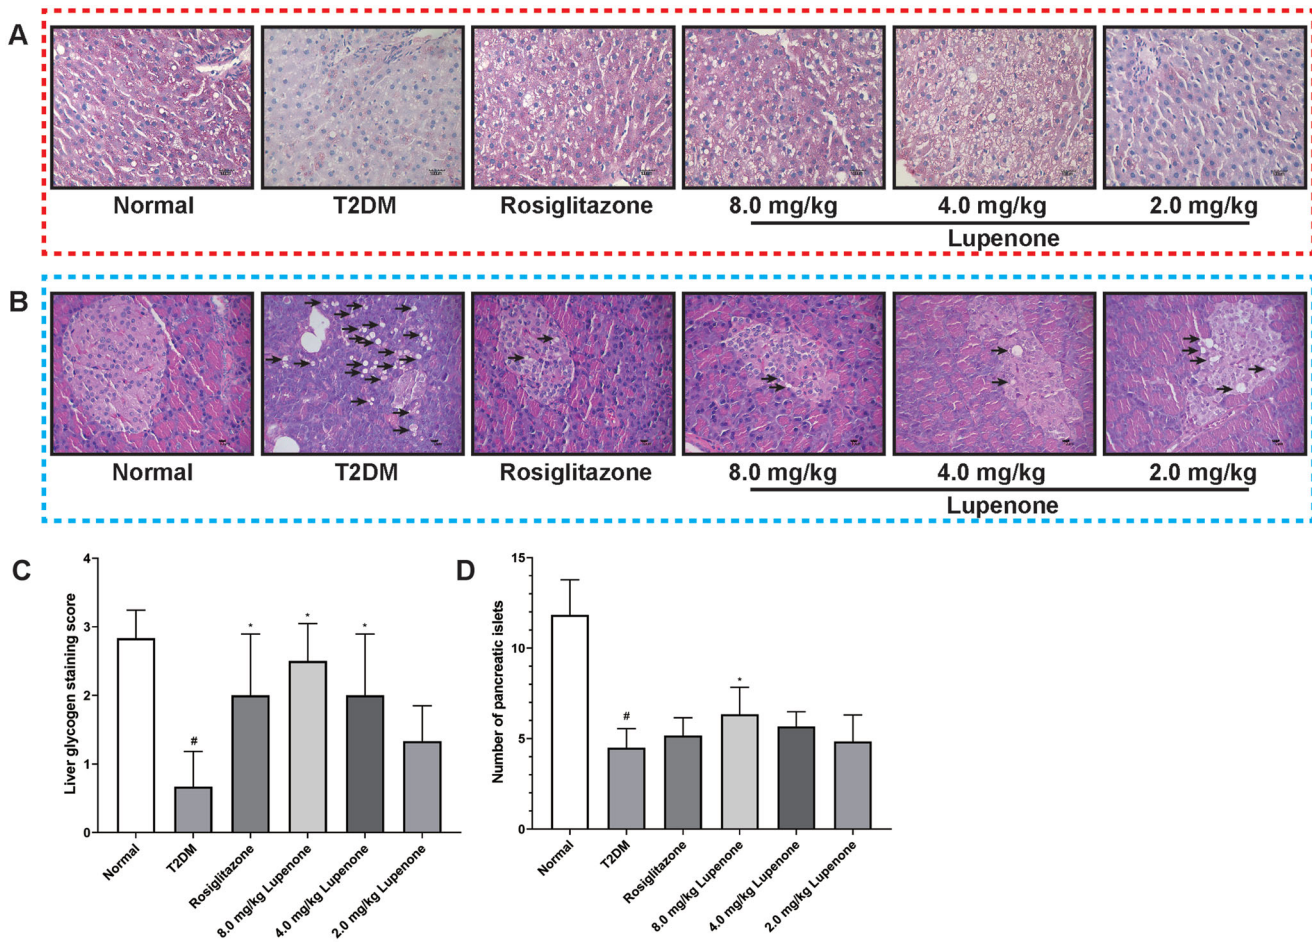 A
Normal T2DM Rosiglitazone 8.0 mg/kg 4.0 mg/kg 2.0 mg/kg
Lupenone
B
Normal T2DM Rosiglitazone 8.0 mg/kg 4.0 mg/kg 2.0 mg/kg
Lupenone
C
Liver glycogen staining score
4
3
2
1
0
#
*
*
*
Normal
T2DM
Rosiglitazone
8.0 mg/kg Lupenone
4.0 mg/kg Lupenone
2.0 mg/kg Lupenone
D
Number of pancreatic islets
15
10
5
0
#
*
Normal
T2DM
Rosiglitazone
8.0 mg/kg Lupenone
4.0 mg/kg Lupenone
2.0 mg/kg Lupenone